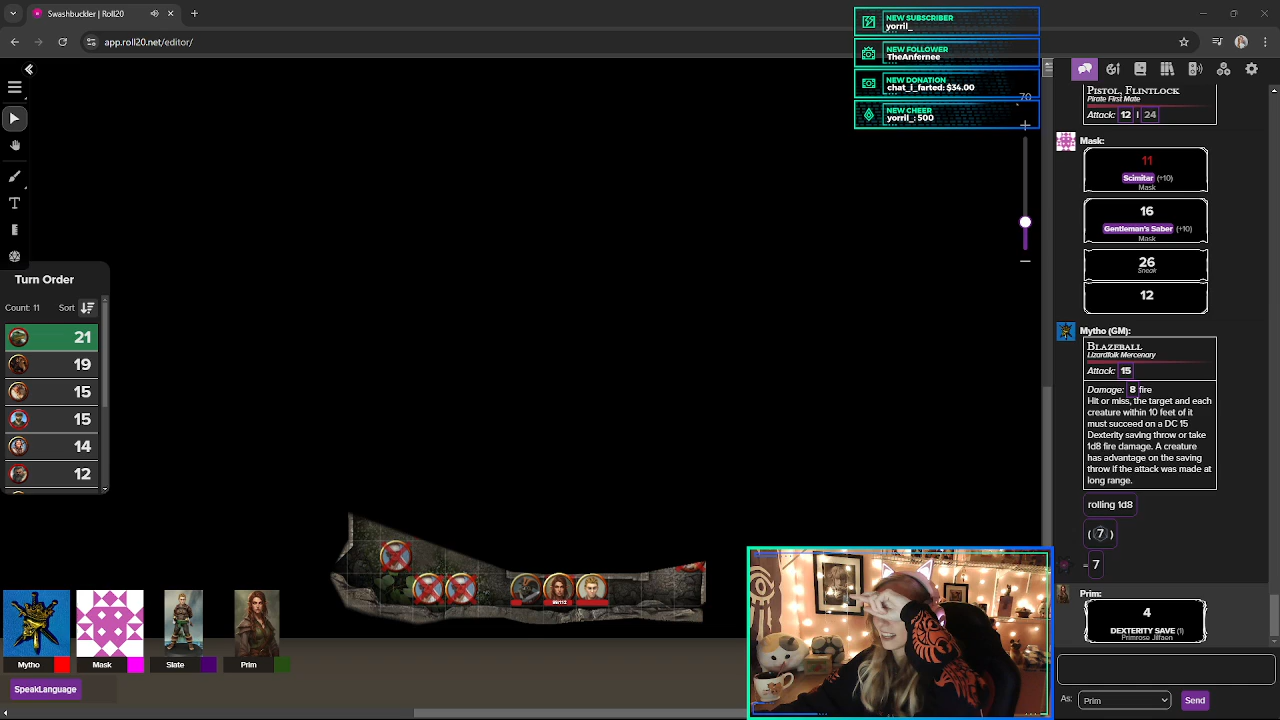 Swashbuckler | Roll20
app.roll20.net/editor/
NEW SUBSCRIBER
yorril_
NEW FOLLOWER
TheAnfernee
NEW DONATION
chat_i_farted: $34.00
NEW CHEER
yorril_: 500
70
Turn Order
Count: 11 Sort
21
19
15
15
14
12
Mytho
Mask
Slate
Prim
SpeakLanguage
Pistol
Pirate First Mate
Attack: 12 | 24
Mask:
11
Scimitar (+10)
Mask
16
Gentleman's Saber (+10)
Mask
26
Sneak
12
Mytho (GM):
Blazeball
Lizardfolk Mercenary
Attack: 15
Damage: 8 fire
Hit or miss, the target and each
creature within 10 feet of it
must succeed on a DC 15
Dexterity saving throw or take
1d8 fire damage. A creature
has advantage on the saving
throw if the attack was made at
long range.
rolling 1d8
(7)
7
Prim:
4
DEXTERITY SAVE (1)
Primrose Jilifsen
As: Prim Send